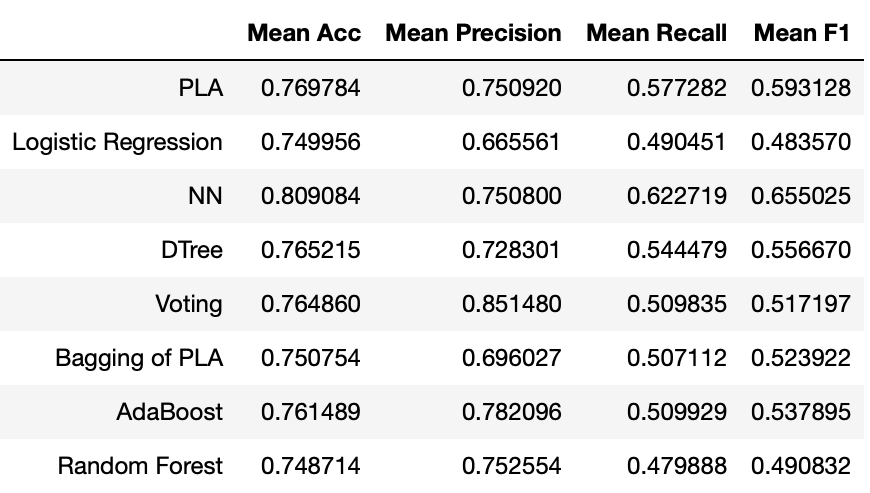 Mean Acc Mean Precision Mean Recall Mean F1
PLA 0.769784 0.750920 0.577282 0.593128
Logistic Regression 0.749956 0.665561 0.490451 0.483570
NN 0.809084 0.750800 0.622719 0.655025
DTree 0.765215 0.728301 0.544479 0.556670
Voting 0.764860 0.851480 0.509835 0.517197
Bagging of PLA 0.750754 0.696027 0.507112 0.523922
AdaBoost 0.761489 0.782096 0.509929 0.537895
Random Forest 0.748714 0.752554 0.479888 0.490832